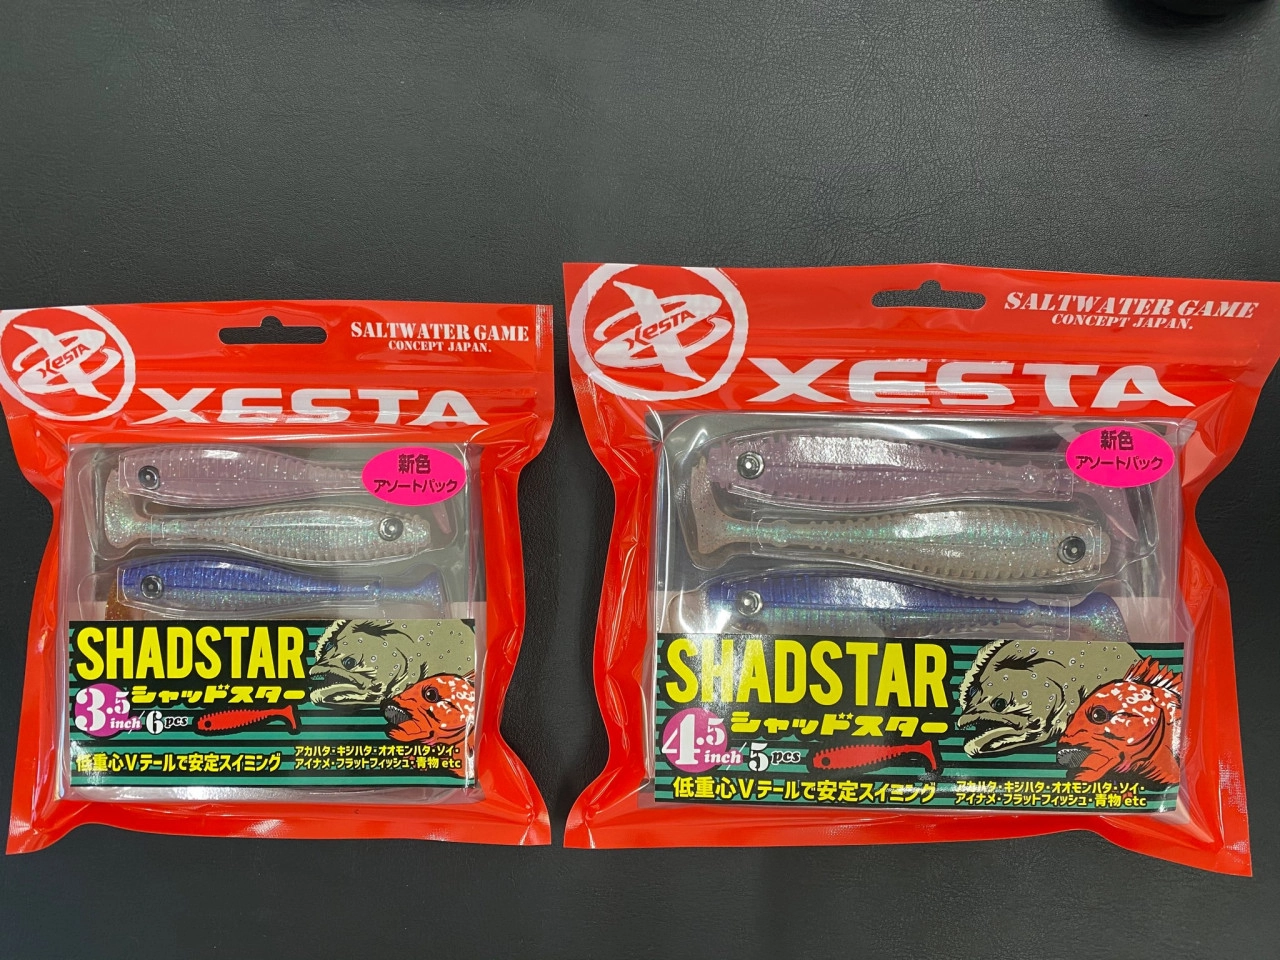 SALTWATER GAME
CONCEPT JAPAN.
XESTA
XESTA
新色
アソートパック
SHADSTAR
3.5inch/6pcs
シャッドスター
低重心Vテールで安定スイミング
アカハタ・キジハタ・オオモンハタ・ソイ・
アイナメ・フラットフィッシュ・青物 etc
SALTWATER GAME
CONCEPT JAPAN.
XESTA
XESTA
新色
アソートパック
SHADSTAR
4.5inch/5pcs
シャッドスター
低重心Vテールで安定スイミング
アカハタ・キジハタ・オオモンハタ・ソイ・
アイナメ・フラットフィッシュ・青物 etc